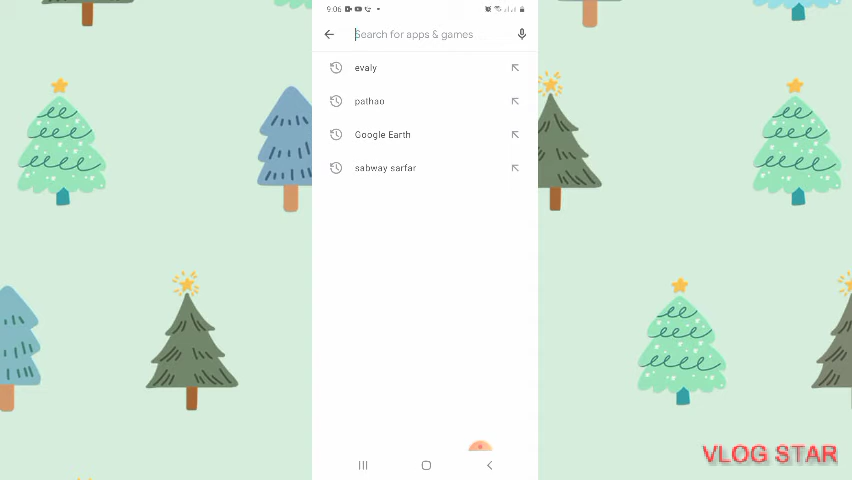 9:06
Search for apps & games
evaly
pathao
Google Earth
sabway sarfar
VLOG STAR